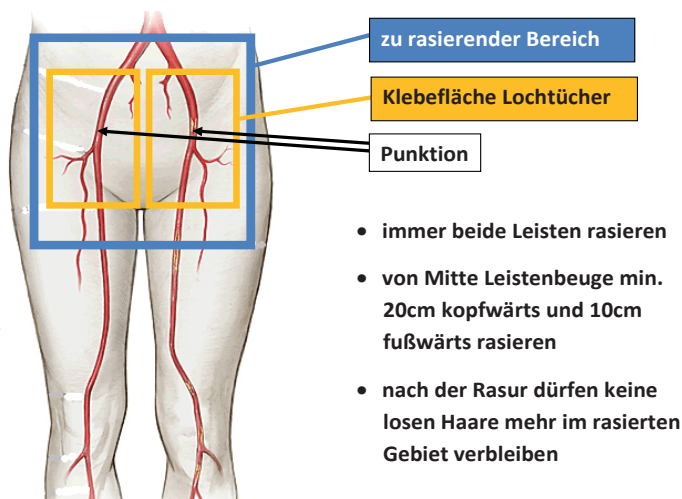 zu rasierender Bereich
Klebefläche Lochtücher
Punktion
• immer beide Leisten rasieren
• von Mitte Leistenbeuge min.
20cm kopfwärts und 10cm
fußwärts rasieren
• nach der Rasur dürfen keine
losen Haare mehr im rasierten
Gebiet verbleiben